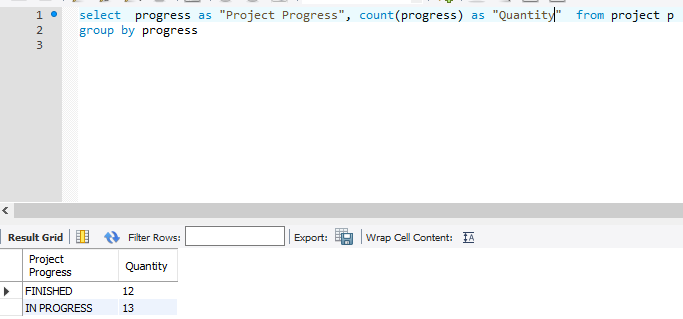 1 select  progress as "Project Progress", count(progress) as "Quantity"  from project p
2 group by progress
3
Result Grid Filter Rows: Export: Wrap Cell Content: IA
Project
Progress Quantity
FINISHED 12
IN PROGRESS 13